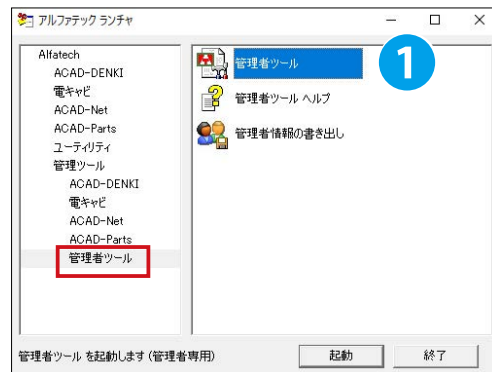 アルファテック ランチャ
Alfatech
ACAD-DENKI
電キャビ
ACAD-Net
ACAD-Parts
ユーティリティ
管理ツール
ACAD-DENKI
電キャビ
ACAD-Net
ACAD-Parts
管理者ツール
管理者ツール
管理者ツール ヘルプ
管理者情報の書き出し
1
管理者ツール を起動します (管理者専用)
起動
終了